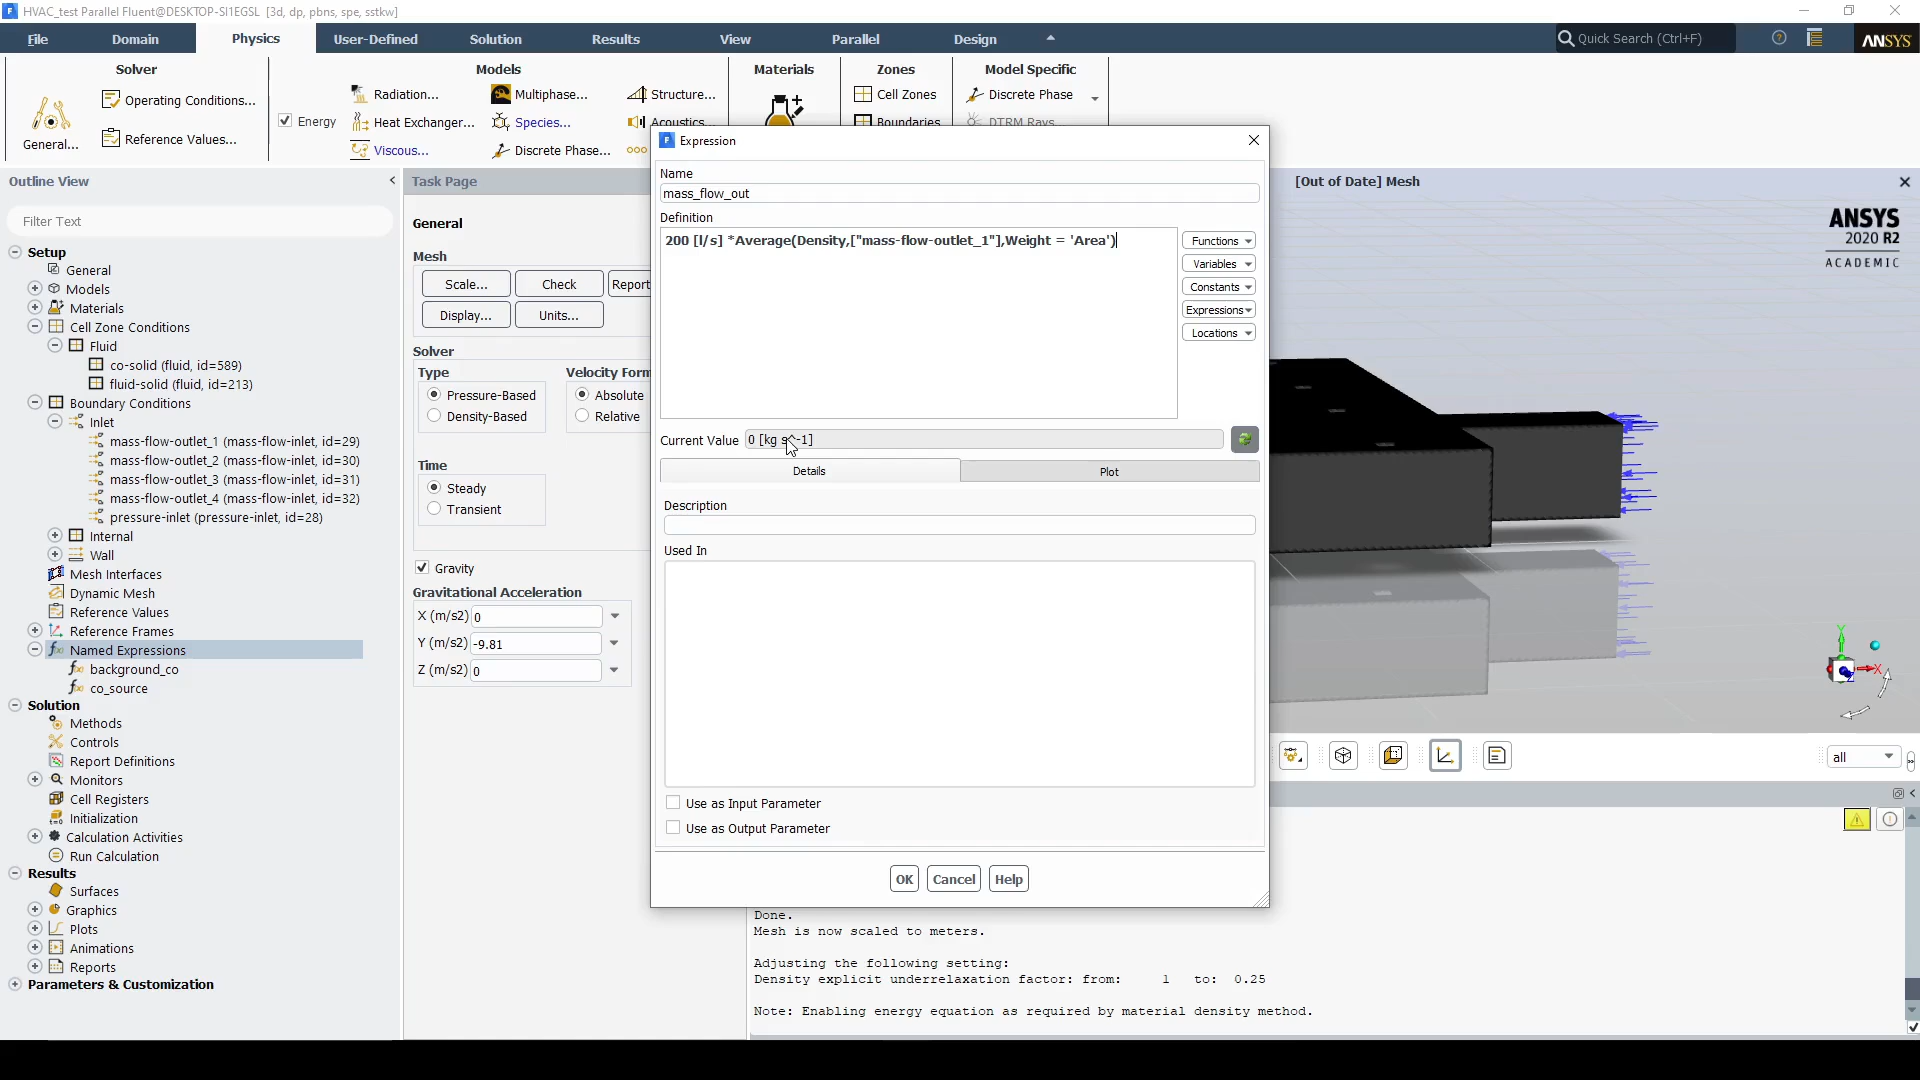 HVAC_test Parallel Fluent@DESKTOP-SI1EGSL [3d, dp, pbns, spe, sstkw]
File Domain Physics User-Defined Solution Results View Parallel Design Quick Search (Ctrl+F) ANSYS
Solver
General...
Operating Conditions...
Reference Values...
Models
Energy
Radiation...
Heat Exchanger...
Viscous...
Multiphase...
Species...
Discrete Phase...
Structure...
Acoustics...
Materials
Zones
Cell Zones
Boundaries
Model Specific
Discrete Phase
DTRM Rays
Outline View
Filter Text
Setup
General
Models
Materials
Cell Zone Conditions
Fluid
co-solid (fluid, id=589)
fluid-solid (fluid, id=213)
Boundary Conditions
Inlet
mass-flow-outlet_1 (mass-flow-inlet, id=29)
mass-flow-outlet_2 (mass-flow-inlet, id=30)
mass-flow-outlet_3 (mass-flow-inlet, id=31)
mass-flow-outlet_4 (mass-flow-inlet, id=32)
pressure-inlet (pressure-inlet, id=28)
Internal
Wall
Mesh Interfaces
Dynamic Mesh
Reference Values
Reference Frames
Named Expressions
background_co
co_source
Solution
Methods
Controls
Report Definitions
Monitors
Cell Registers
Initialization
Calculation Activities
Run Calculation
Results
Surfaces
Graphics
Plots
Animations
Reports
Parameters & Customization
Task Page
General
Mesh
Scale... Check Report
Display... Units...
Solver
Type
Pressure-Based
Density-Based
Velocity Form
Absolute
Relative
Time
Steady
Transient
Gravity
Gravitational Acceleration
X (m/s2) 0
Y (m/s2) -9.81
Z (m/s2) 0
Expression
Name
mass_flow_out
Definition
200 [l/s] *Average(Density,["mass-flow-outlet_1"],Weight = 'Area')
Functions
Variables
Constants
Expressions
Locations
Current Value 0 [kg s^-1]
Details Plot
Description
Used In
Use as Input Parameter
Use as Output Parameter
OK Cancel Help
[Out of Date] Mesh
ANSYS
2020 R2
ACADEMIC
Y
X
all
Done.
Mesh is now scaled to meters.
Adjusting the following setting:
Density explicit underrelaxation factor: from: 1 to: 0.25
Note: Enabling energy equation as required by material density method.